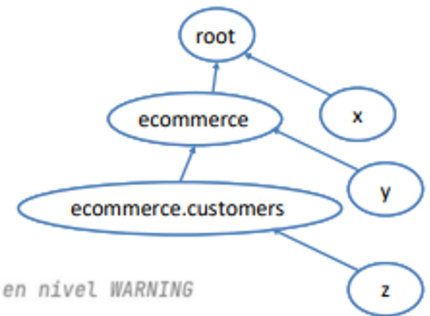 root
ecommerce
x
ecommerce.customers
y
en nivel WARNING
z